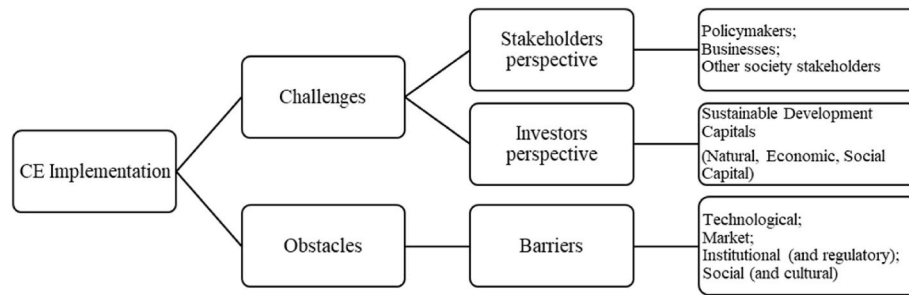 CE Implementation
Challenges
Stakeholders
perspective
Policymakers;
Businesses;
Other society stakeholders
Investors
perspective
Sustainable Development
Capitals
(Natural, Economic, Social
Capital)
Obstacles
Barriers
Technological;
Market;
Institutional (and regulatory);
Social (and cultural)